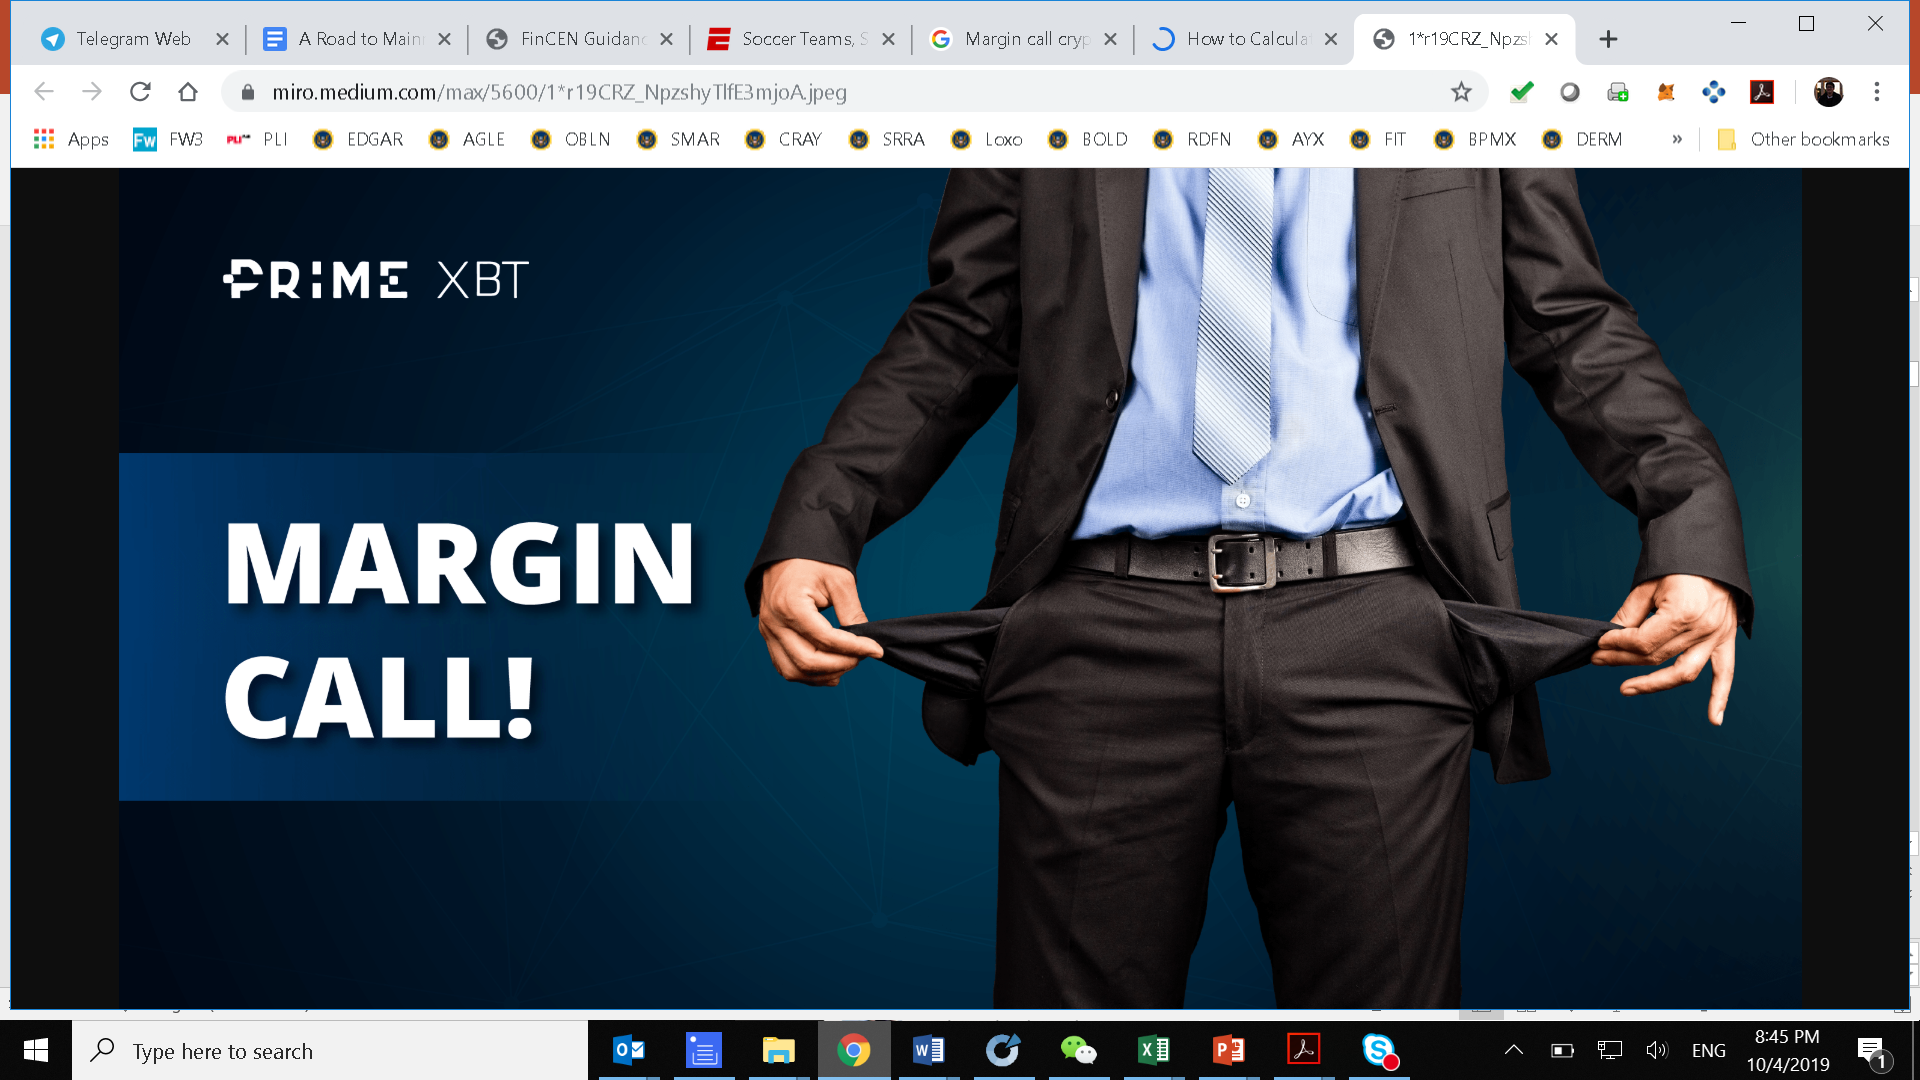 Telegram Web
A Road to Main
FinCEN Guidanc
Soccer Teams, S
Margin call cryp
How to Calcula
1*r19CRZ_Npzsh
miro.medium.com/max/5600/1*r19CRZ_NpzshyTlfE3mjoA.jpeg
Apps
Fw FW3
PLI
EDGAR
AGLE
OBLN
SMAR
CRAY
SRRA
Loxo
BOLD
RDFN
AYX
FIT
BPMX
DERM
»
Other bookmarks
PRIME XBT
MARGIN
CALL!
Type here to search
ENG
8:45 PM
10/4/2019
1